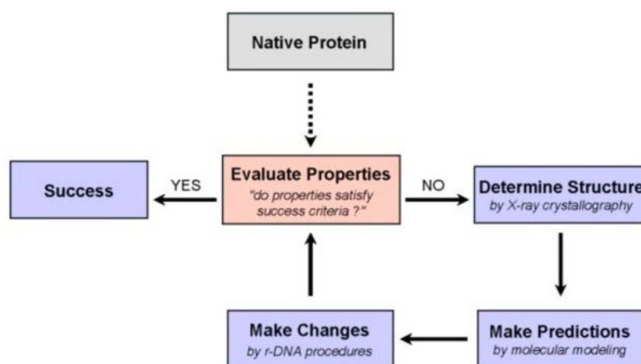 Native Protein
Evaluate Properties
"do properties satisfy
success criteria ?"
YES
Success
NO
Determine Structure
by X-ray crystallography
Make Predictions
by molecular modeling
Make Changes
by r-DNA procedures